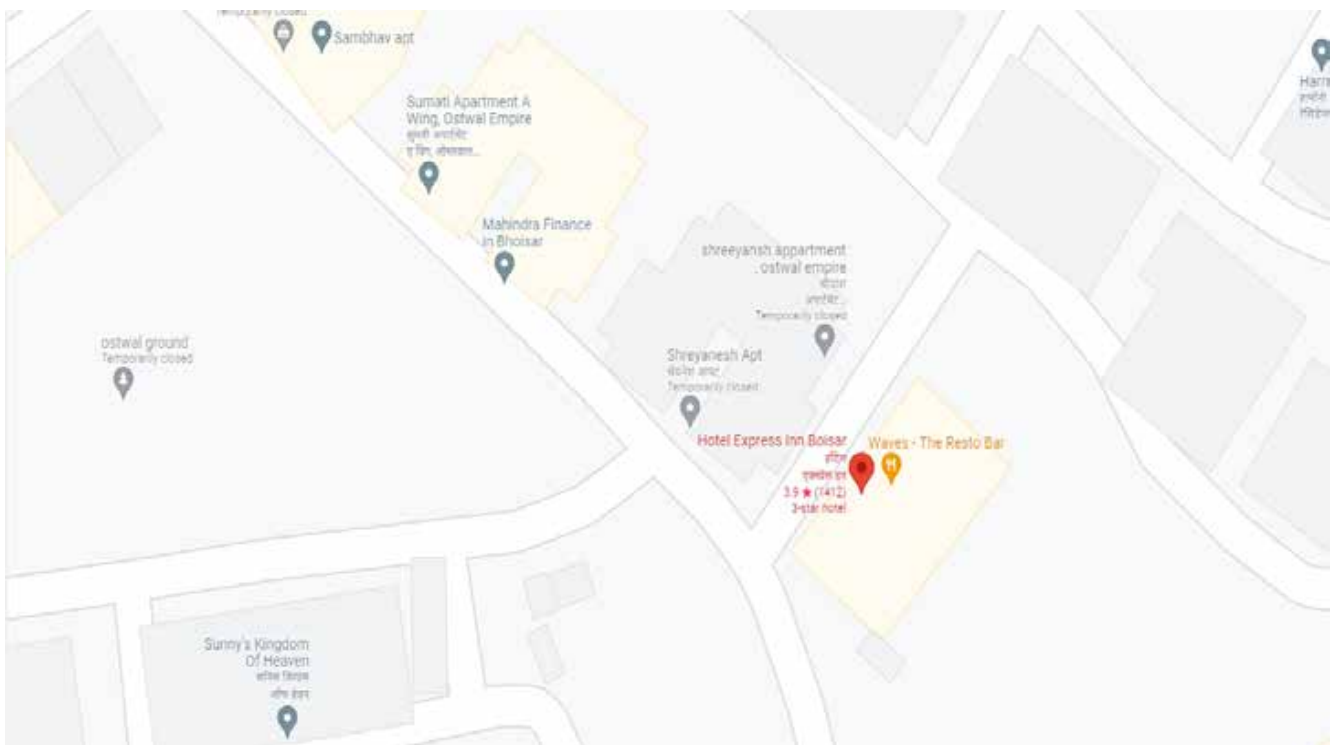 Temporarily closed
Sambhav apt
Sumati Apartment A
Wing, Ostwal Empire
Mahindra Finance
in Bhoisar
shreeyansh appartment
ostwal empire
Temporarily closed
ostwal ground
Temporarily closed
Shreyanesh Apt
Temporarily closed
Hotel Express Inn Boisar
हॉटेल
3.9 ★ (1412)
3-star hotel
Waves - The Resto Bar
Sunny's Kingdom
Of Heaven